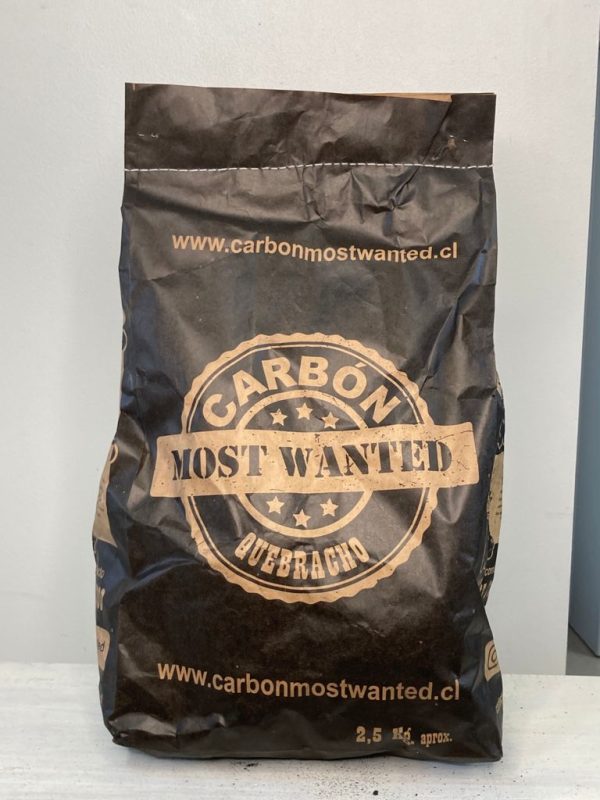 www.carbonmostwanted.cl
CARBÓN
MOST WANTED
QUEBRACHO
www.carbonmostwanted.cl
2,5 Kg. aprox.